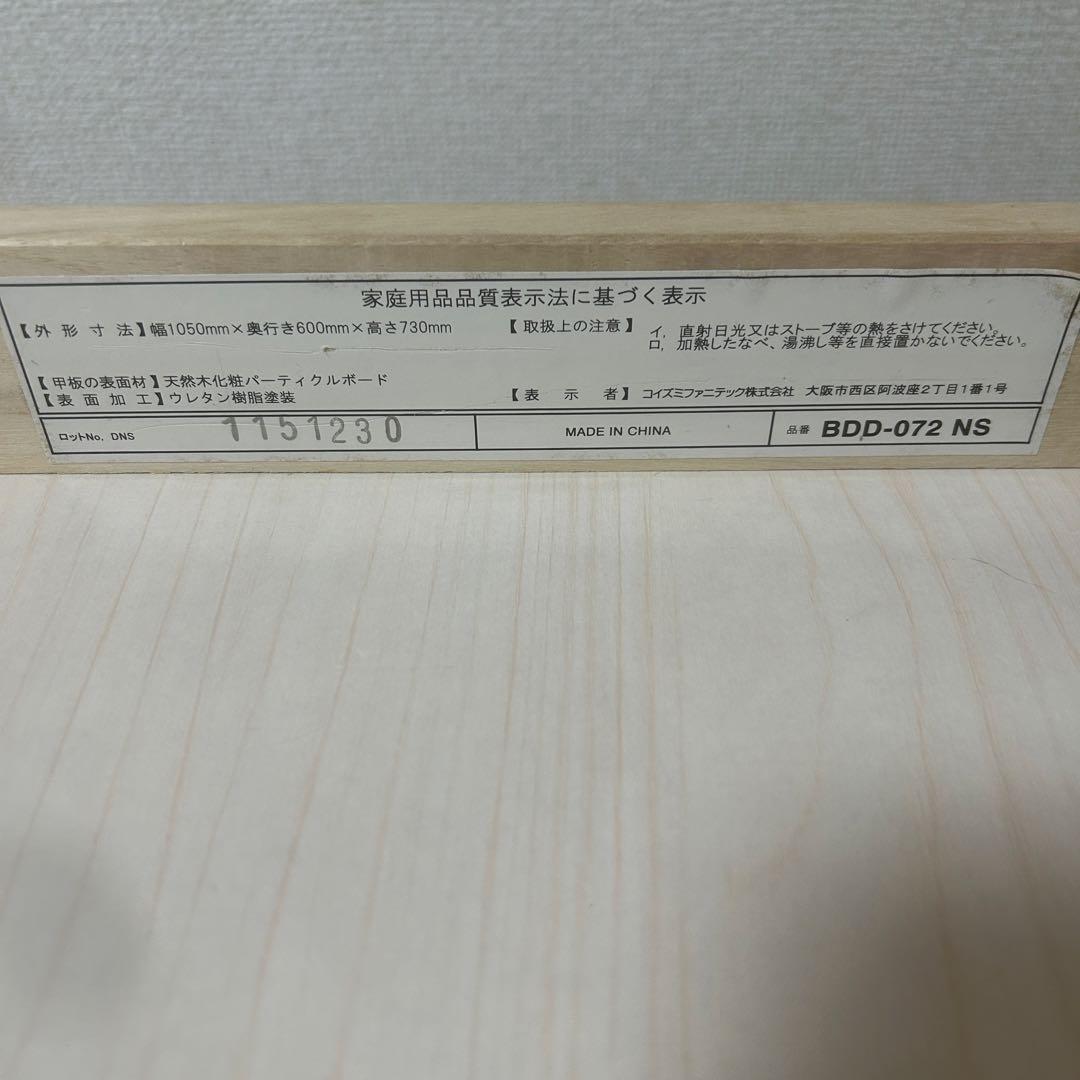 家庭用品品質表示法に基づく表示
【外形寸法】幅1050mm×奥行き600mm×高さ730mm
【取扱上の注意】イ,直射日光又はストーブ等の熱をさけてください。
ロ,加熱したなべ、湯沸し等を直接置かないでください。
【甲板の表面材】天然木化粧パーティクルボード
【表面加工】ウレタン樹脂塗装
【表示者】コイズミファニテック株式会社 大阪市西区阿波座2丁目1番1号
ロットNo. DNS 1151230
MADE IN CHINA
品番 BDD-072 NS